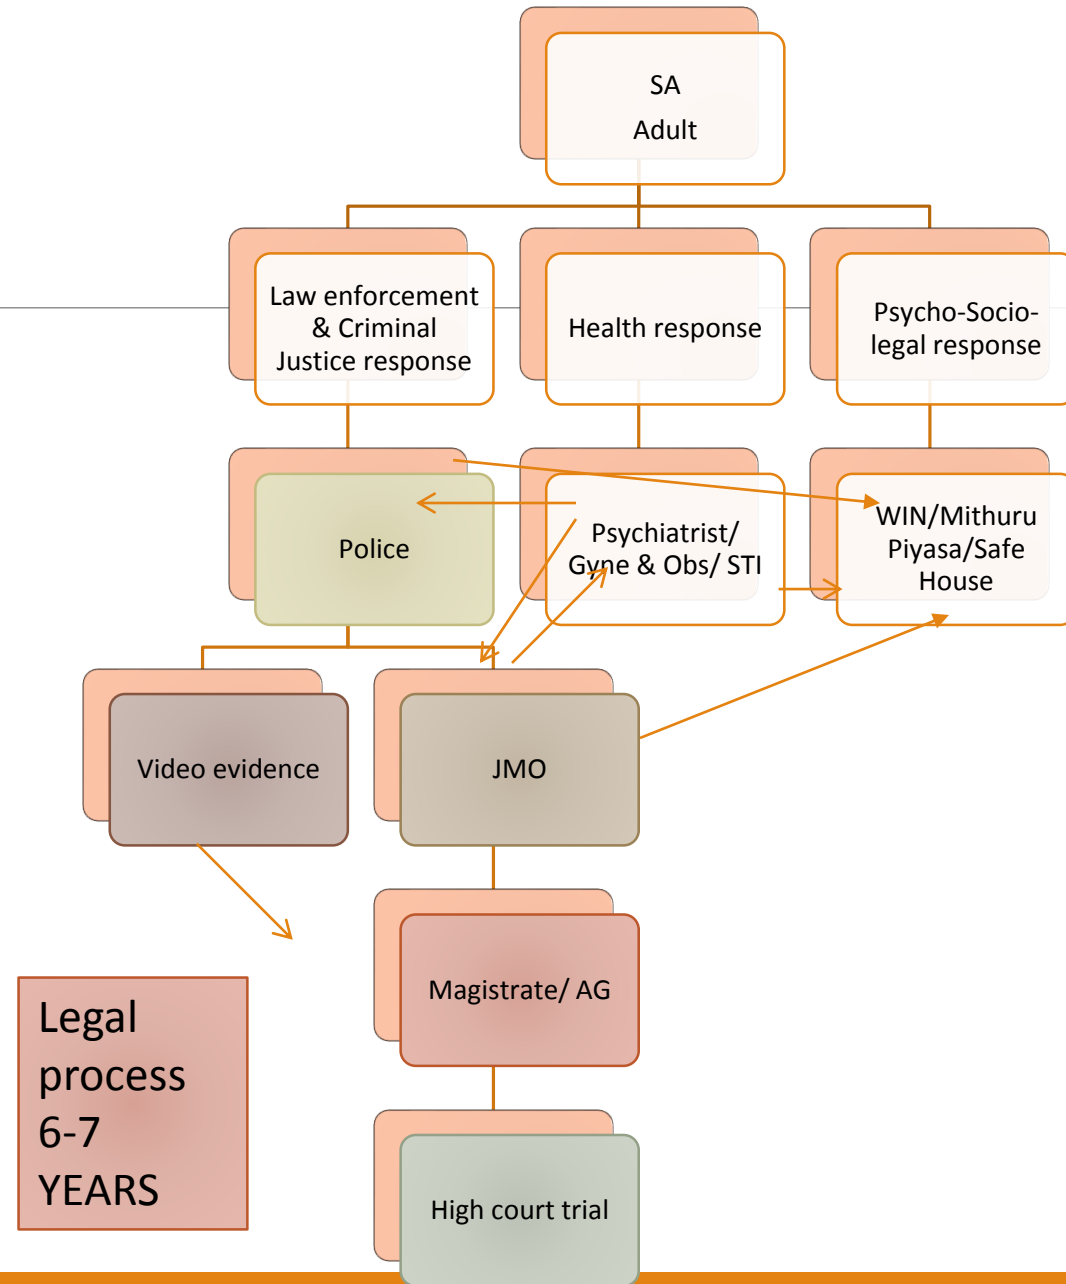 SA
Adult
Law enforcement
& Criminal
Justice response
Health response
Psycho-Socio-
legal response
Police
Psychiatrist/
Gyne & Obs/ STI
WIN/Mithuru
Piyasa/Safe
House
Video evidence
JMO
Magistrate/ AG
Legal
process
6-7
YEARS
High court trial